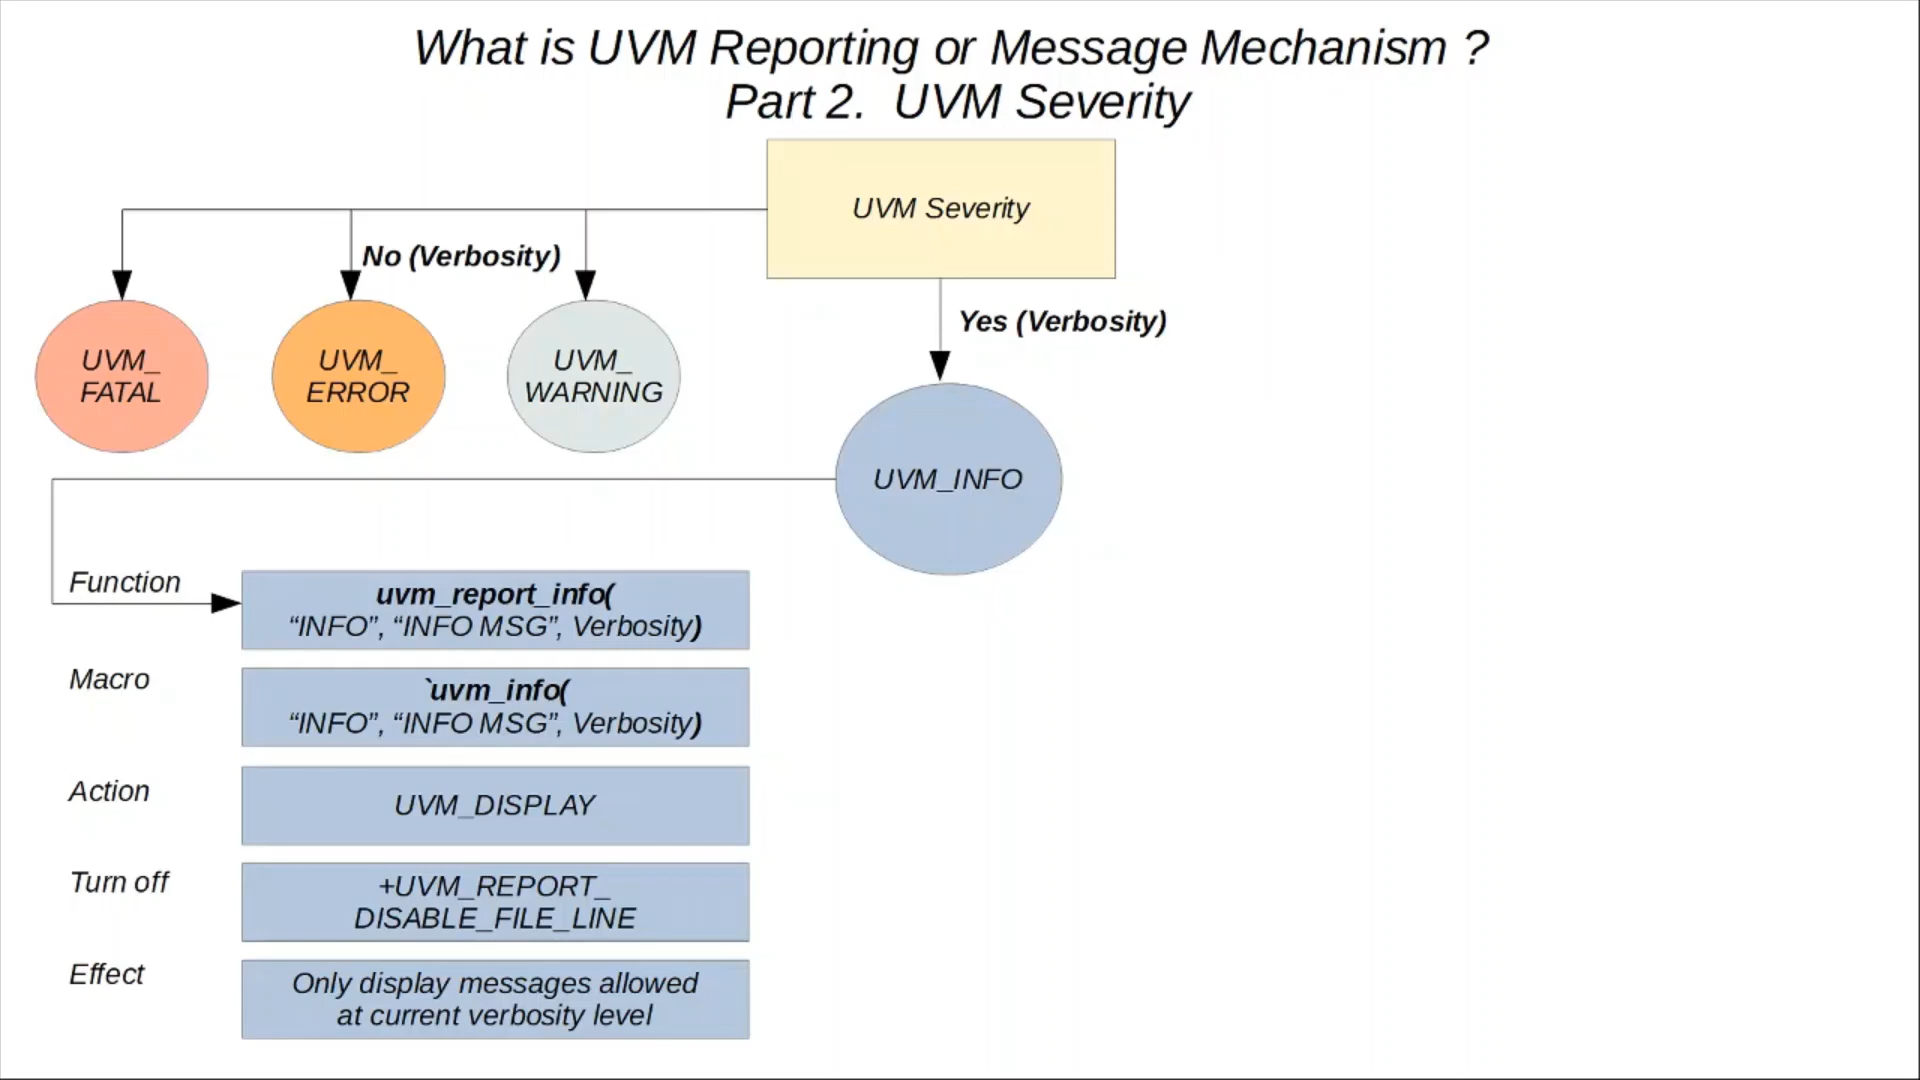 What is UVM Reporting or Message Mechanism ?
Part 2.  UVM Severity
UVM Severity
No (Verbosity)
Yes (Verbosity)
UVM_
FATAL
UVM_
ERROR
UVM_
WARNING
UVM_INFO
Function
uvm_report_info(
“INFO”, “INFO MSG”, Verbosity)
Macro
`uvm_info(
“INFO”, “INFO MSG”, Verbosity)
Action
UVM_DISPLAY
Turn off
+UVM_REPORT_
DISABLE_FILE_LINE
Effect
Only display messages allowed
at current verbosity level